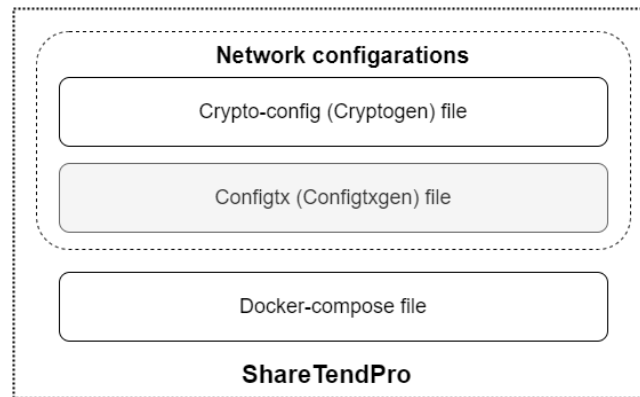 Network configarations
Crypto-config (Cryptogen) file
Configtx (Configtxgen) file
Docker-compose file
ShareTendPro